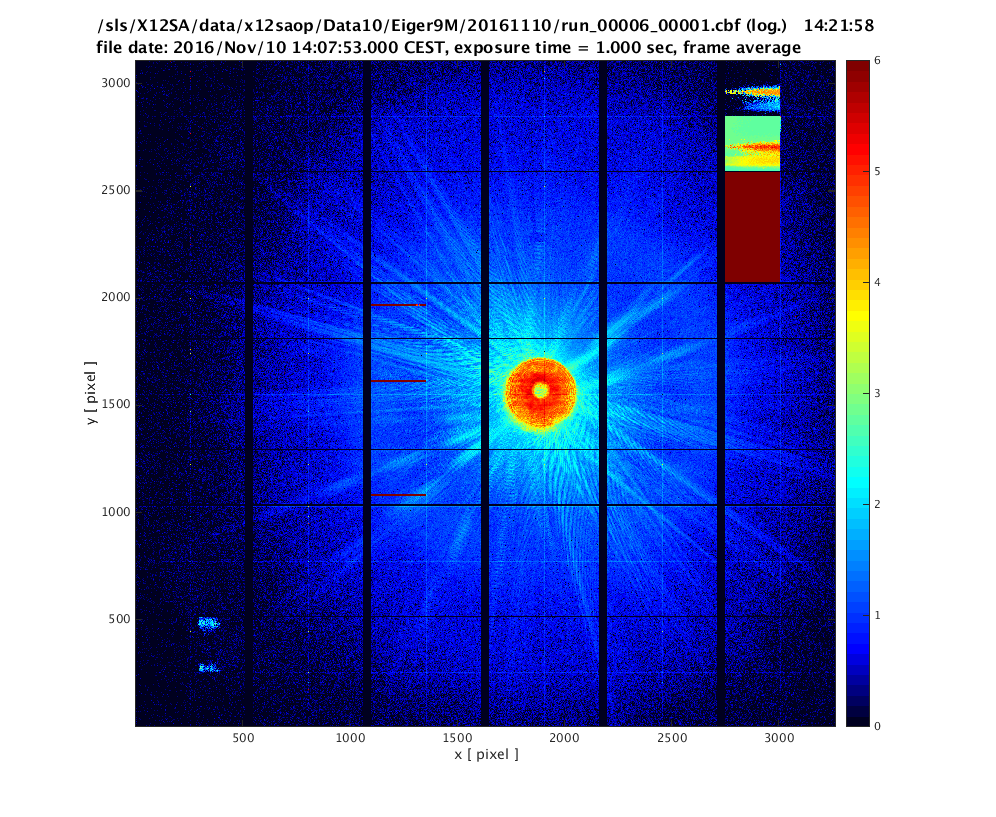 /sls/X12SA/data/x12saop/Data10/Eiger9M/20161110/run_00006_00001.cbf (log.) 14:21:58
file date: 2016/Nov/10 14:07:53.000 CEST, exposure time = 1.000 sec, frame average
3000
2500
2000
1500
1000
500
y [ pixel ]
500 1000 1500 2000 2500 3000
x [ pixel ]
6
5
4
3
2
1
0